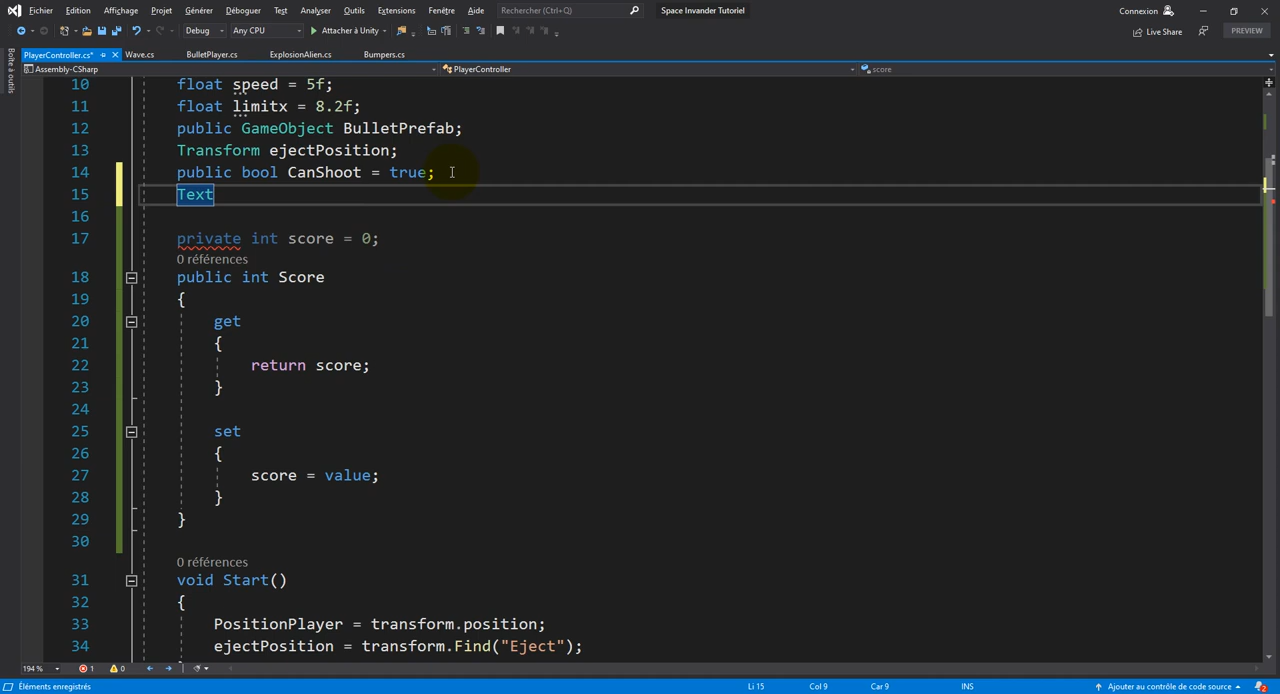 Fichier Edition Affichage Projet Générer Déboguer Test Analyser Outils Extensions Fenêtre Aide Rechercher (Ctrl+Q) Space Invander Tutoriel Connexion
Debug Any CPU Attacher à Unity Live Share PREVIEW
Boîte à outils
PlayerController.cs* Wave.cs BulletPlayer.cs ExplosionAlien.cs Bumpers.cs
Assembly-CSharp PlayerController score
10 float speed = 5f;
11 float limitx = 8.2f;
12 public GameObject BulletPrefab;
13 Transform ejectPosition;
14 public bool CanShoot = true;
15 Text
16
17 private int score = 0;
0 références
18 public int Score
19 {
20 get
21 {
22 return score;
23 }
24
25 set
26 {
27 score = value;
28 }
29 }
30
0 références
31 void Start()
32 {
33 PositionPlayer = transform.position;
34 ejectPosition = transform.Find("Eject");
194 % 1 0
Éléments enregistrés Li 15 Col 9 Car 9 INS Ajouter au contrôle de code source 2